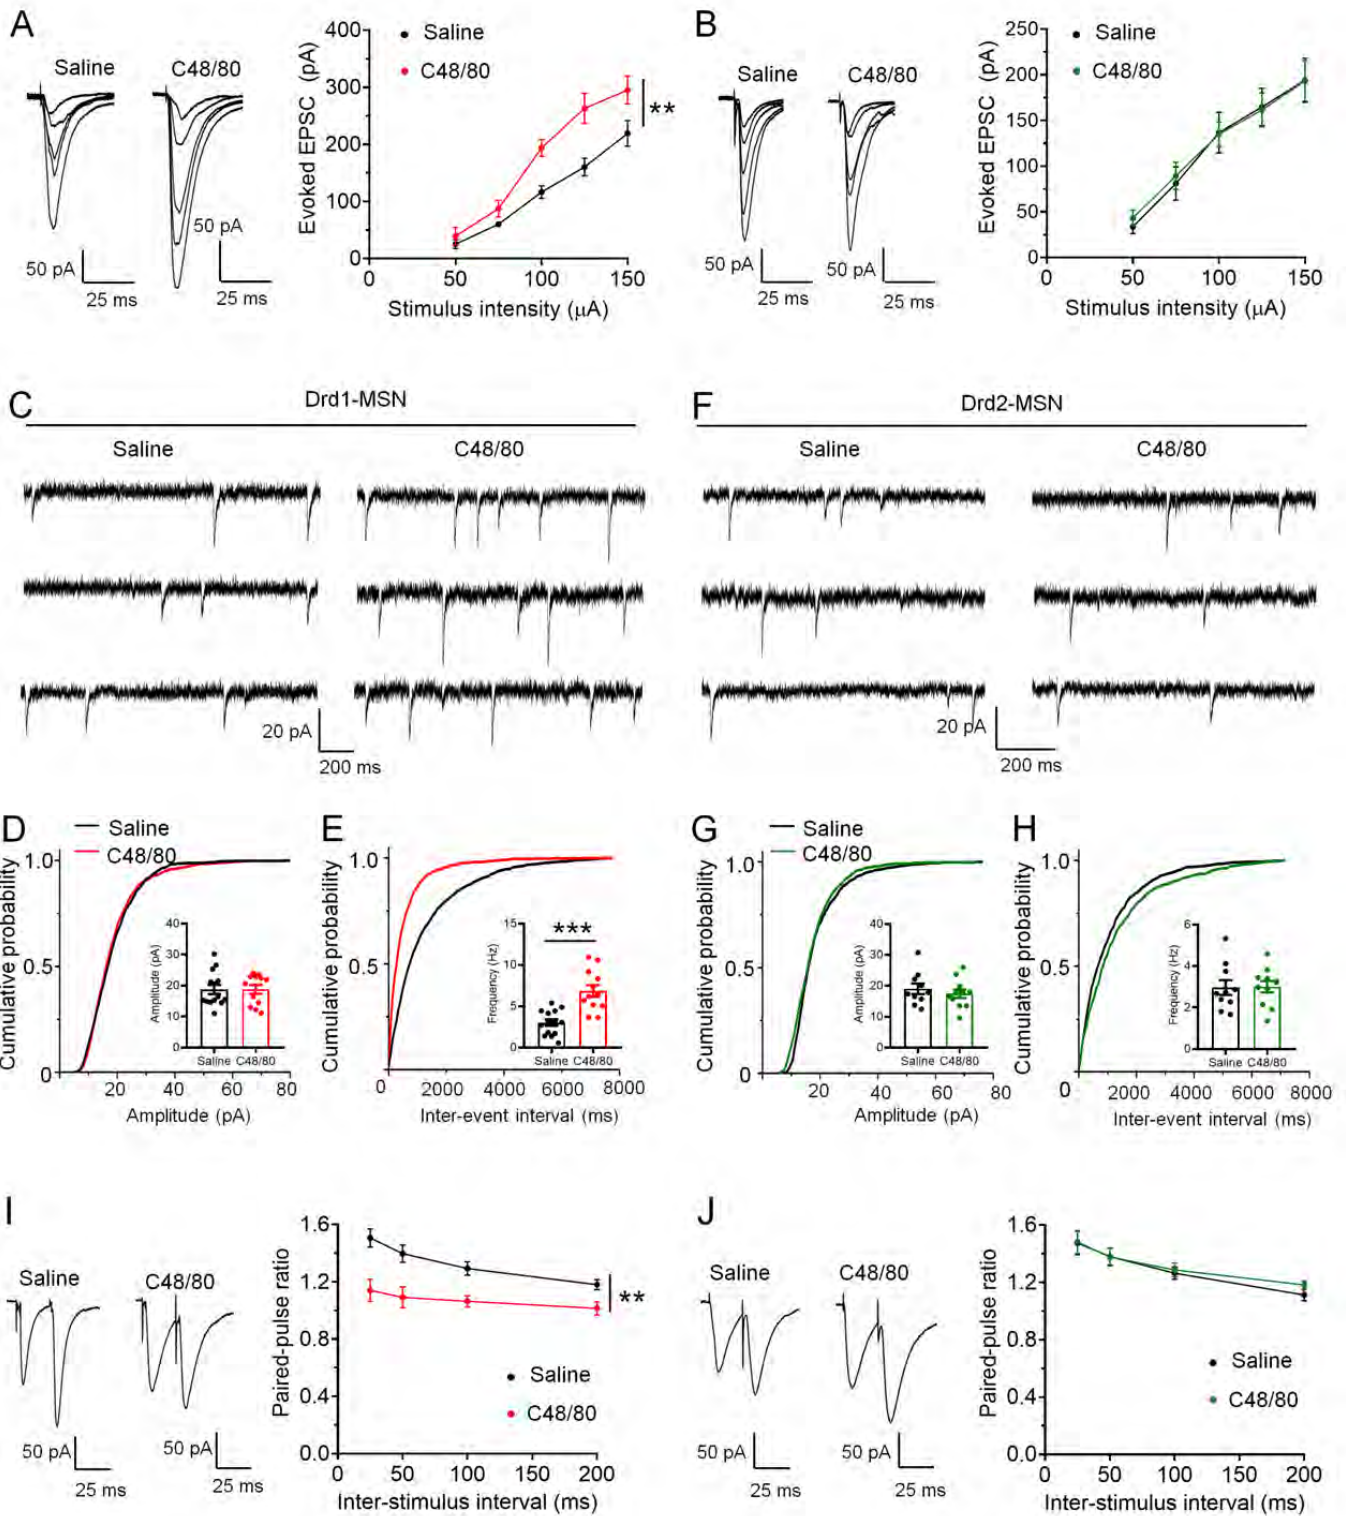 A
Saline
C48/80
50 pA
50 pA
25 ms
25 ms
Evoked EPSC (pA)
400
300
200
100
0
0
50
100
150
Stimulus intensity (μA)
Saline
C48/80
**
B
Saline
C48/80
50 pA
50 pA
25 ms
25 ms
Evoked EPSC (pA)
250
200
150
100
50
0
0
50
100
150
Stimulus intensity (μA)
Saline
C48/80
C
Drd1-MSN
Saline
C48/80
20 pA
200 ms
F
Drd2-MSN
Saline
C48/80
20 pA
200 ms
D
Saline
C48/80
Cumulative probability
1.0
0.5
0
20
40
60
80
Amplitude (pA)
Amplitude (pA)
40
30
20
10
0
Saline
C48/80
E
Cumulative probability
1.0
0.5
0
2000
4000
6000
8000
Inter-event interval (ms)
Frequency (Hz)
15
10
5
0
***
Saline
C48/80
G
Saline
C48/80
Cumulative probability
1.0
0.5
0
20
40
60
80
Amplitude (pA)
Amplitude (pA)
40
30
20
10
0
Saline
C48/80
H
Cumulative probability
1.0
0.5
0
0
2000
4000
6000
8000
Inter-event interval (ms)
Frequency (Hz)
6
4
2
0
Saline
C48/80
I
Saline
C48/80
50 pA
50 pA
25 ms
25 ms
Paired-pulse ratio
1.6
1.2
0.8
0.4
0.0
0
50
100
150
200
Inter-stimulus interval (ms)
**
Saline
C48/80
J
Saline
C48/80
50 pA
50 pA
25 ms
25 ms
Paired-pulse ratio
1.6
1.2
0.8
0.4
0.0
0
50
100
150
200
Inter-stimulus interval (ms)
Saline
C48/80